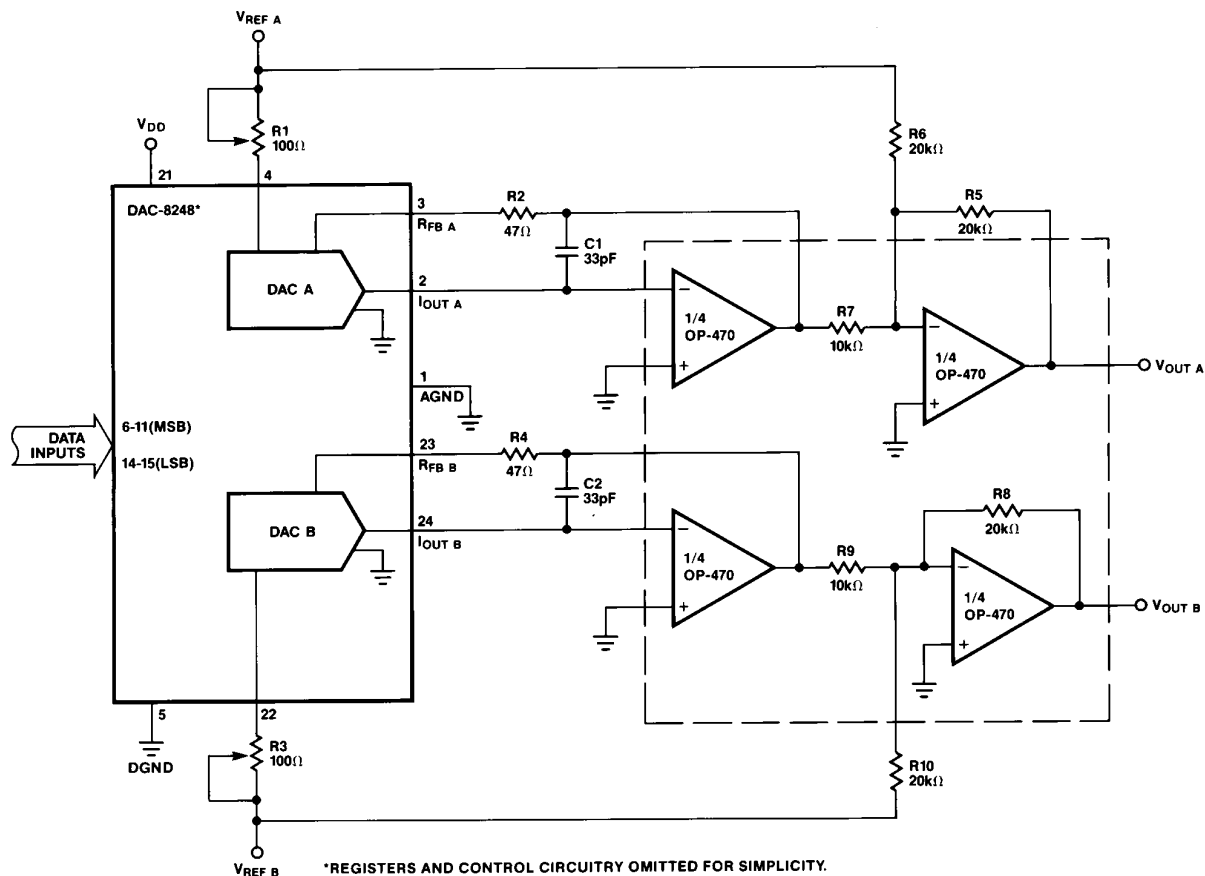 VREF A
VDD
R1
100Ω
21
4
DAC-8248*
R6
20kΩ
R2
47Ω
3
RFB A
R5
20kΩ
C1
33pF
DAC A
2
IOUT A
–
1/4
OP-470
+
R7
10kΩ
–
1/4
OP-470
+
VOUT A
1
AGND
DATA
INPUTS
6-11(MSB)
14-15(LSB)
23
RFB B
R4
47Ω
C2
33pF
DAC B
24
IOUT B
–
1/4
OP-470
+
R9
10kΩ
R8
20kΩ
–
1/4
OP-470
+
VOUT B
5
DGND
22
R3
100Ω
R10
20kΩ
VREF B
*REGISTERS AND CONTROL CIRCUITRY OMITTED FOR SIMPLICITY.